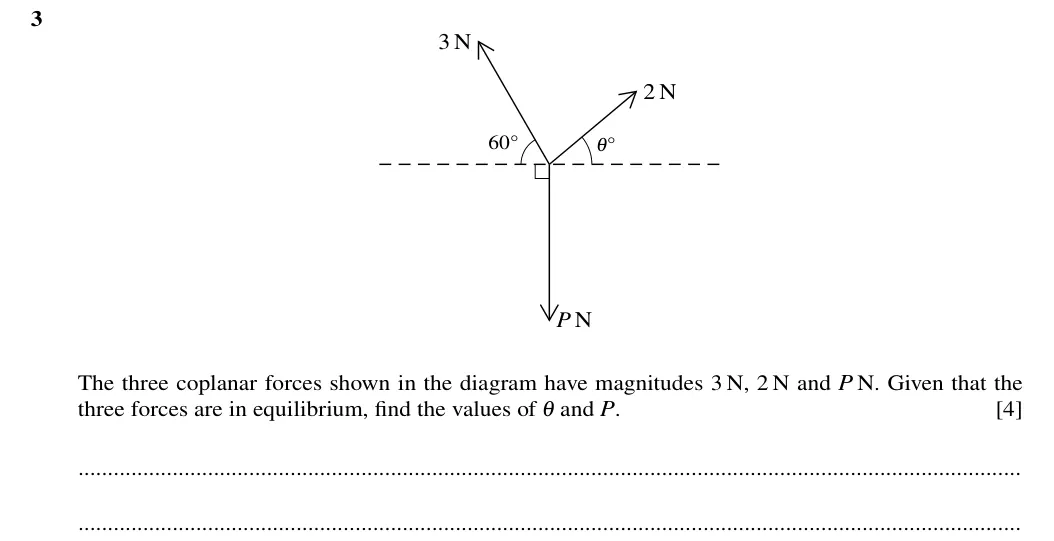 3
3 N
2 N
60°
θ°
P N
The three coplanar forces shown in the diagram have magnitudes 3 N, 2 N and P N. Given that the
three forces are in equilibrium, find the values of θ and P. [4]